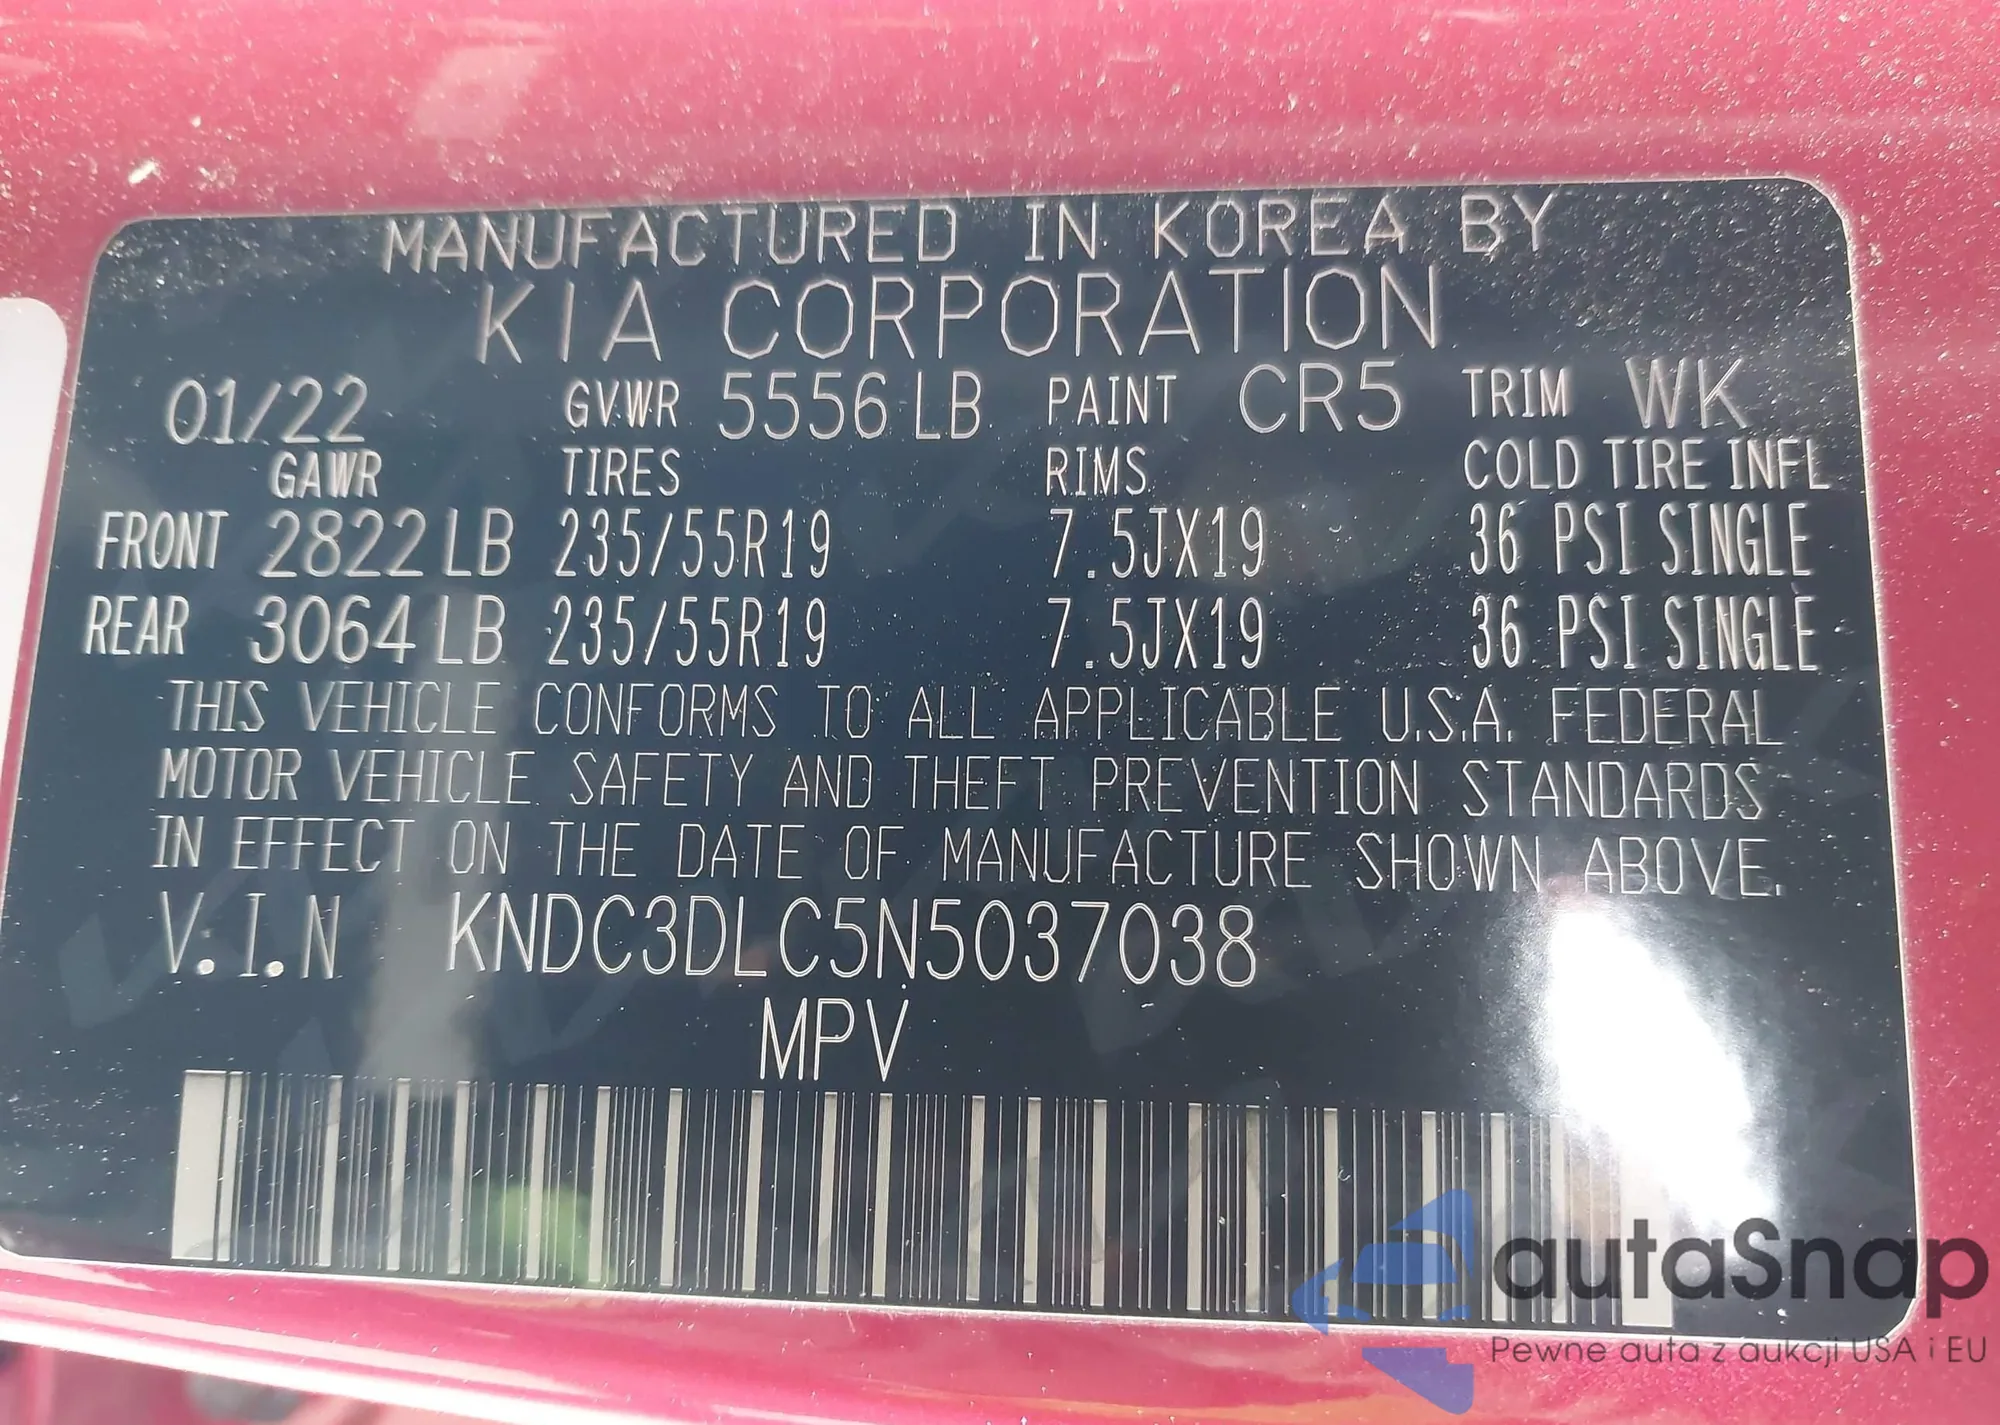 MANUFACTURED IN KOREA BY
KIA CORPORATION
01/22 GVWR 5556 LB PAINT CR5 TRIM WK
GAWR TIRES RIMS COLD TIRE INFL
FRONT 2822 LB 235/55R19 7.5JX19 36 PSI SINGLE
REAR 3064 LB 235/55R19 7.5JX19 36 PSI SINGLE
THIS VEHICLE CONFORMS TO ALL APPLICABLE U.S.A. FEDERAL
MOTOR VEHICLE SAFETY AND THEFT PREVENTION STANDARDS
IN EFFECT ON THE DATE OF MANUFACTURE SHOWN ABOVE.
V.I.N KNDC3DLC5N5037038
MPV
autaSnap
Pewne auta z aukcji USA i EU